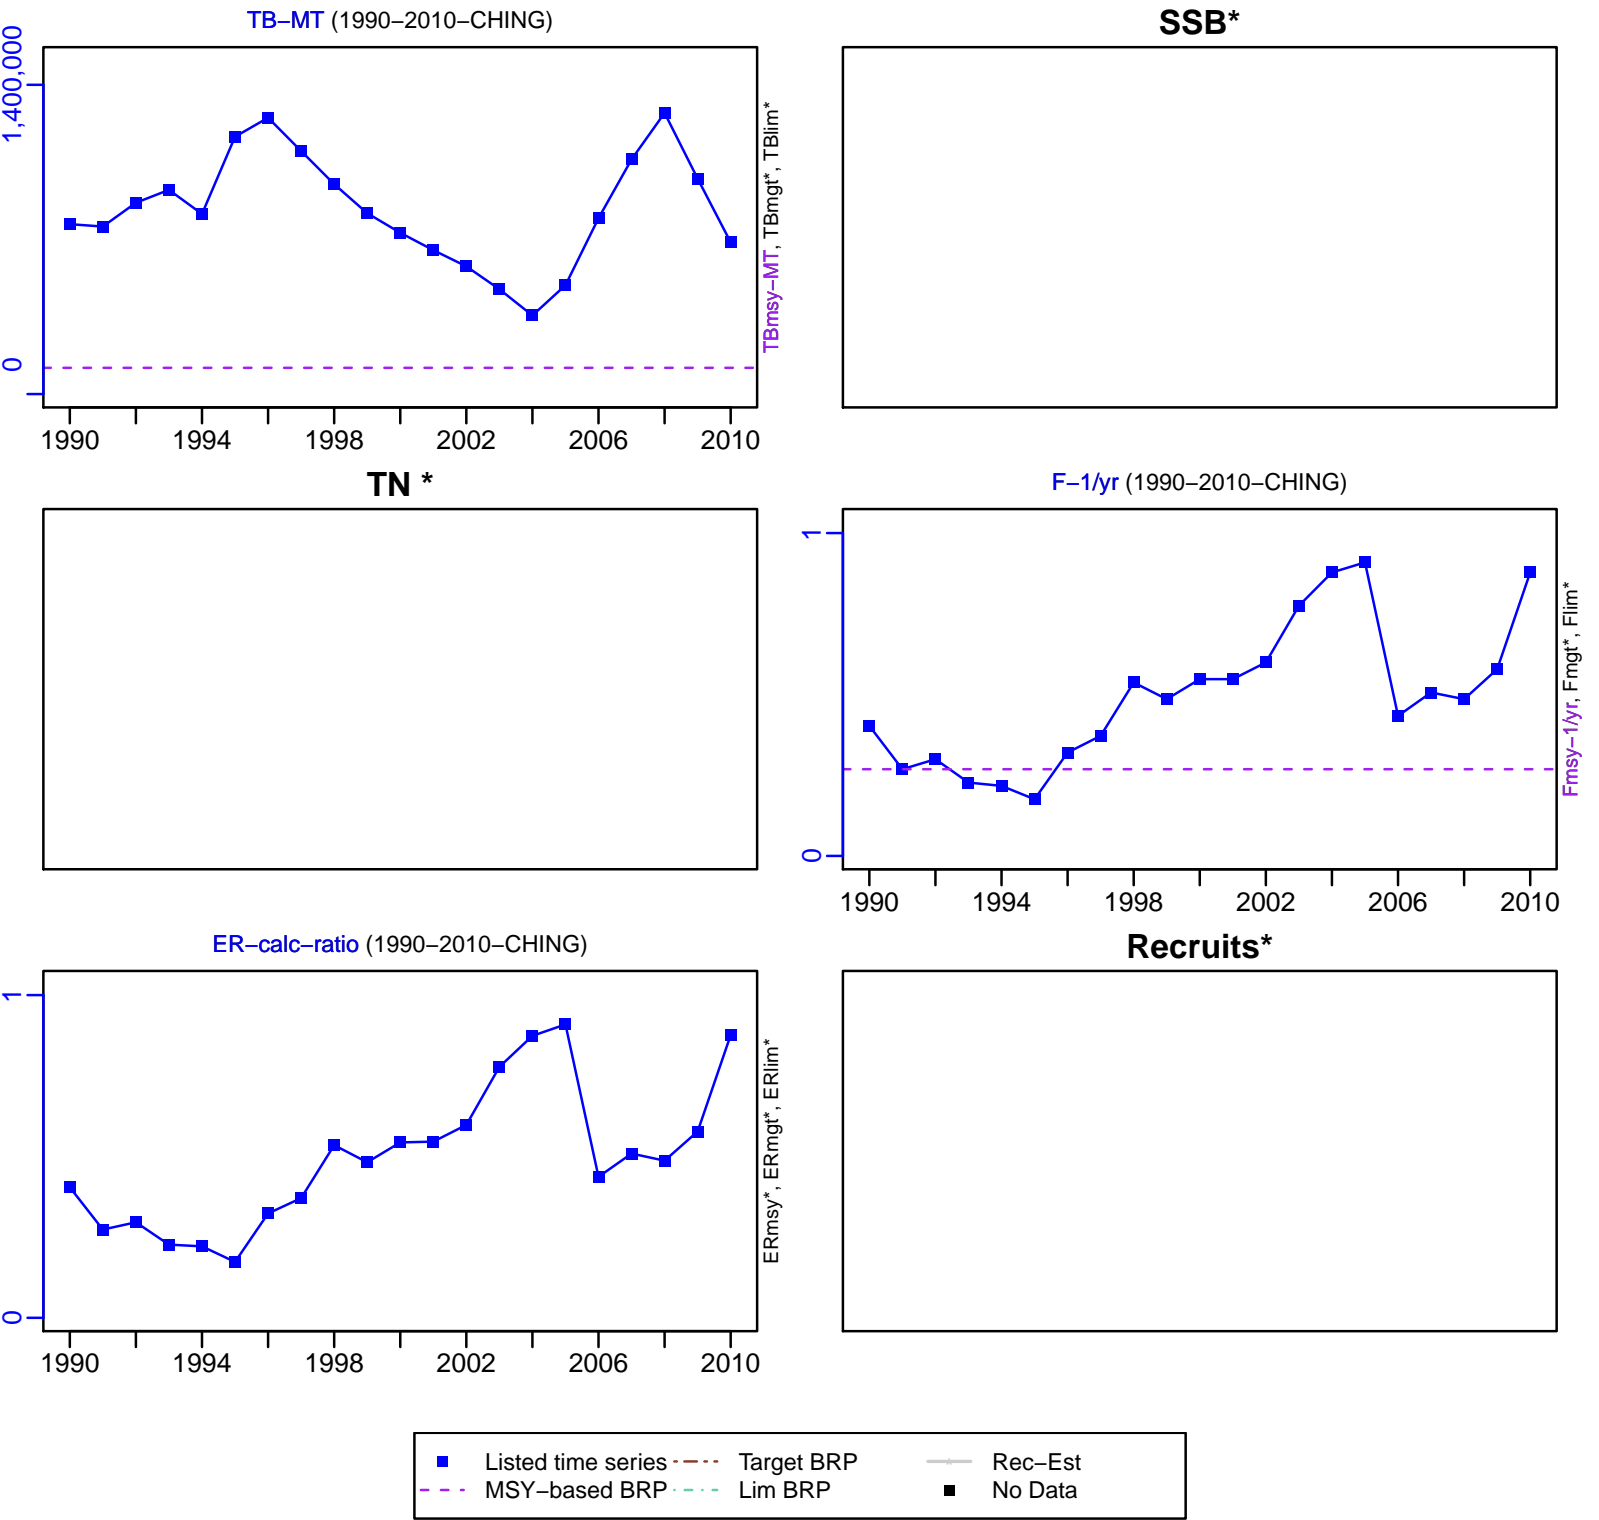 TB−MT (1990−2010−CHING)
1,400,000
0
TBmsy−MT, TBmgt*, TBlim*
1990 1994 1998 2002 2006 2010
SSB*
TN *
F−1/yr (1990−2010−CHING)
1
0
Fmsy−1/yr, Fmgt*, Flim*
1990 1994 1998 2002 2006 2010
ER−calc−ratio (1990−2010−CHING)
1
0
ERmsy*, ERmgt*, ERlim*
1990 1994 1998 2002 2006 2010
Recruits*
Listed time series Target BRP Rec−Est
MSY−based BRP Lim BRP No Data